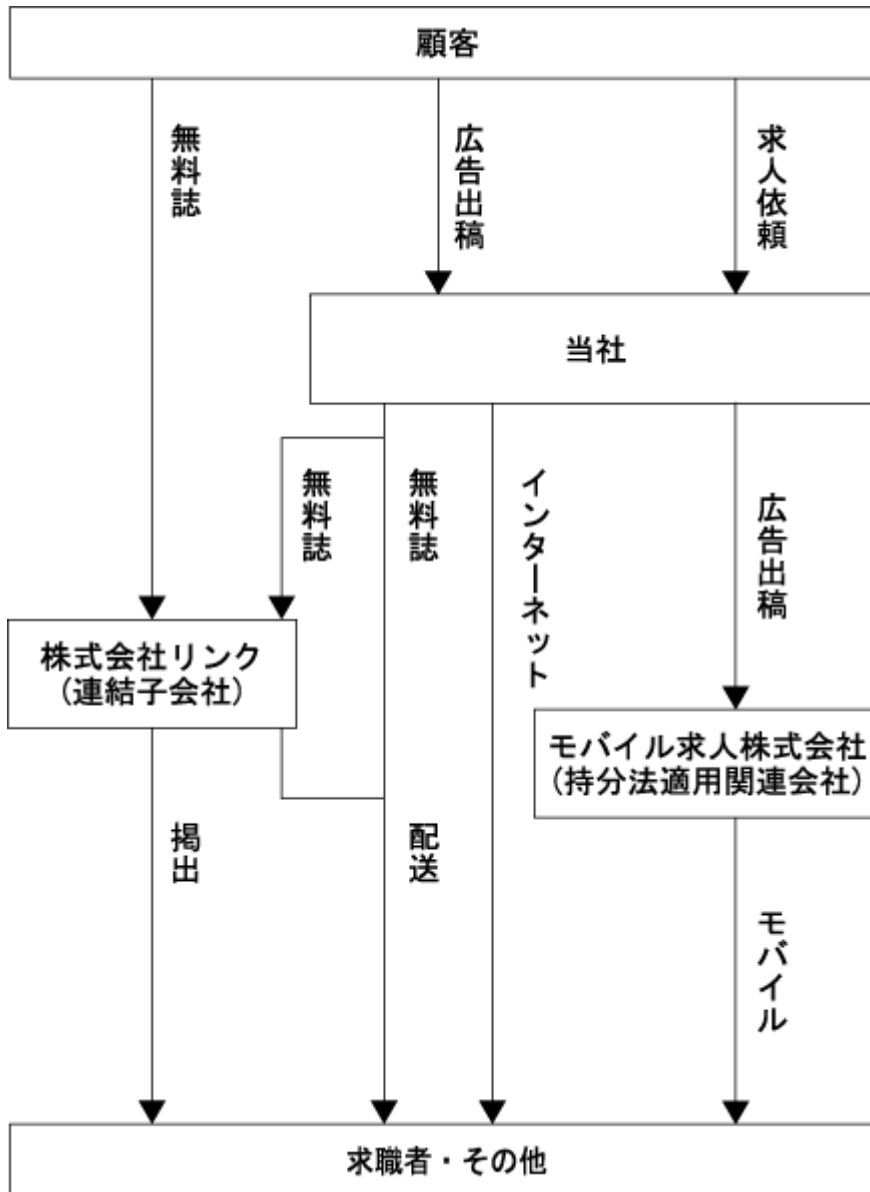 顧客
無料誌
広告出稿
求人依頼
当社
無料誌
無料誌
インターネット
広告出稿
株式会社リンク
（連結子会社）
モバイル求人株式会社
（持分法適用関連会社）
掲出
配送
モバイル
求職者・その他